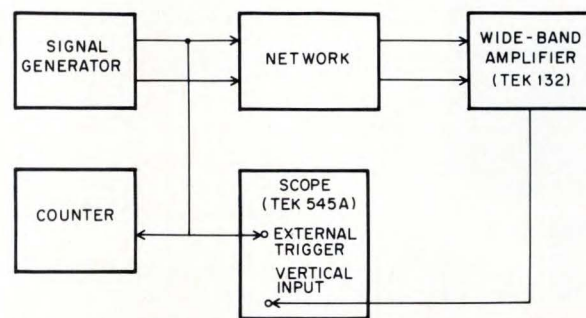 SIGNAL
GENERATOR
NETWORK
WIDE-BAND
AMPLIFIER
(TEK 132)
COUNTER
SCOPE
(TEK 545A)
EXTERNAL
TRIGGER
VERTICAL
INPUT